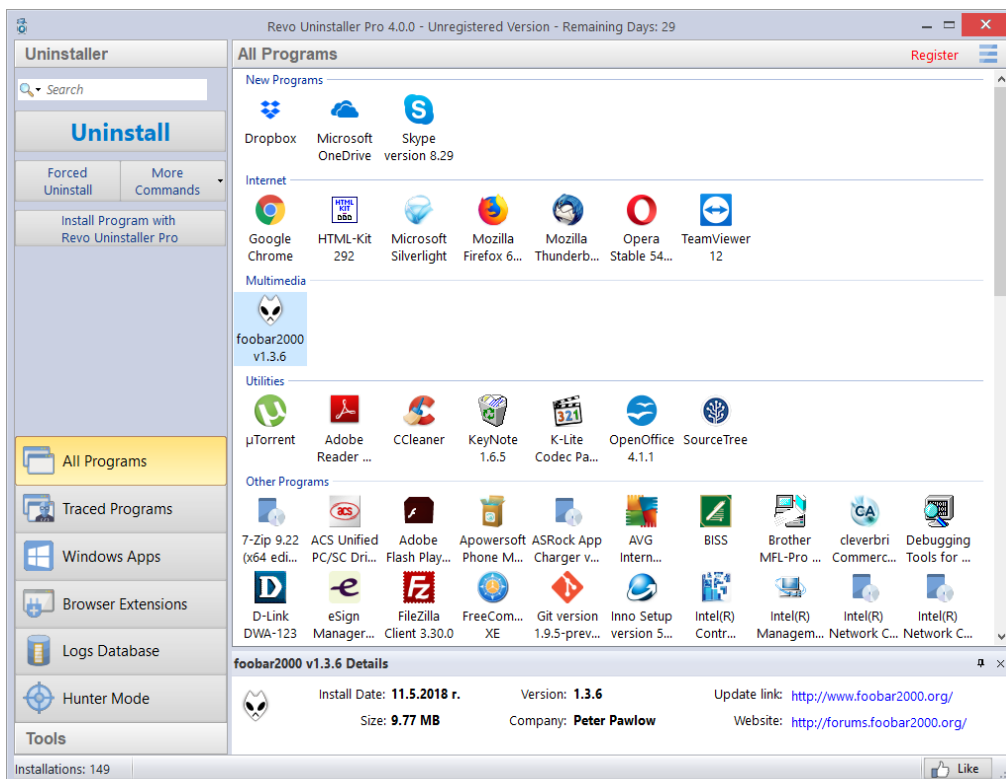 Revo Uninstaller Pro 4.0.0 - Unregistered Version - Remaining Days: 29
Uninstaller
Search
Uninstall
Forced
Uninstall
More
Commands
Install Program with
Revo Uninstaller Pro
All Programs
Traced Programs
Windows Apps
Browser Extensions
Logs Database
Hunter Mode
Tools
All Programs
Register
New Programs
Dropbox
Microsoft
OneDrive
Skype
version 8.29
Internet
Google
Chrome
HTML
KIT
HTML-Kit
292
Microsoft
Silverlight
Mozilla
Firefox 6...
Mozilla
Thunderb...
Opera
Stable 54...
TeamViewer
12
Multimedia
foobar2000
v1.3.6
Utilities
µTorrent
Adobe
Reader ...
CCleaner
KeyNote
1.6.5
321
K-Lite
Codec Pa...
OpenOffice
4.1.1
SourceTree
Other Programs
7-Zip 9.22
(x64 edi...
acs
ACS Unified
PC/SC Dri...
Adobe
Flash Play...
Apowersoft
Phone M...
ASRock App
Charger v...
AVG
Intern...
BISS
Brother
MFL-Pro ...
CA
cleverbri
Commerc...
Debugging
Tools for ...
D
D-Link
DWA-123
e
eSign
Manager...
Fz
FileZilla
Client 3.30.0
FreeCom...
XE
Git version
1.9.5-prev...
Inno Setup
version 5...
Intel(R)
Contr...
Intel(R)
Managem...
Intel(R)
Network C...
Intel(R)
Network C...
foobar2000 v1.3.6 Details
Install Date: 11.5.2018 г.
Size: 9.77 MB
Version: 1.3.6
Company: Peter Pawlow
Update link: http://www.foobar2000.org/
Website: http://forums.foobar2000.org/
Installations: 149
Like